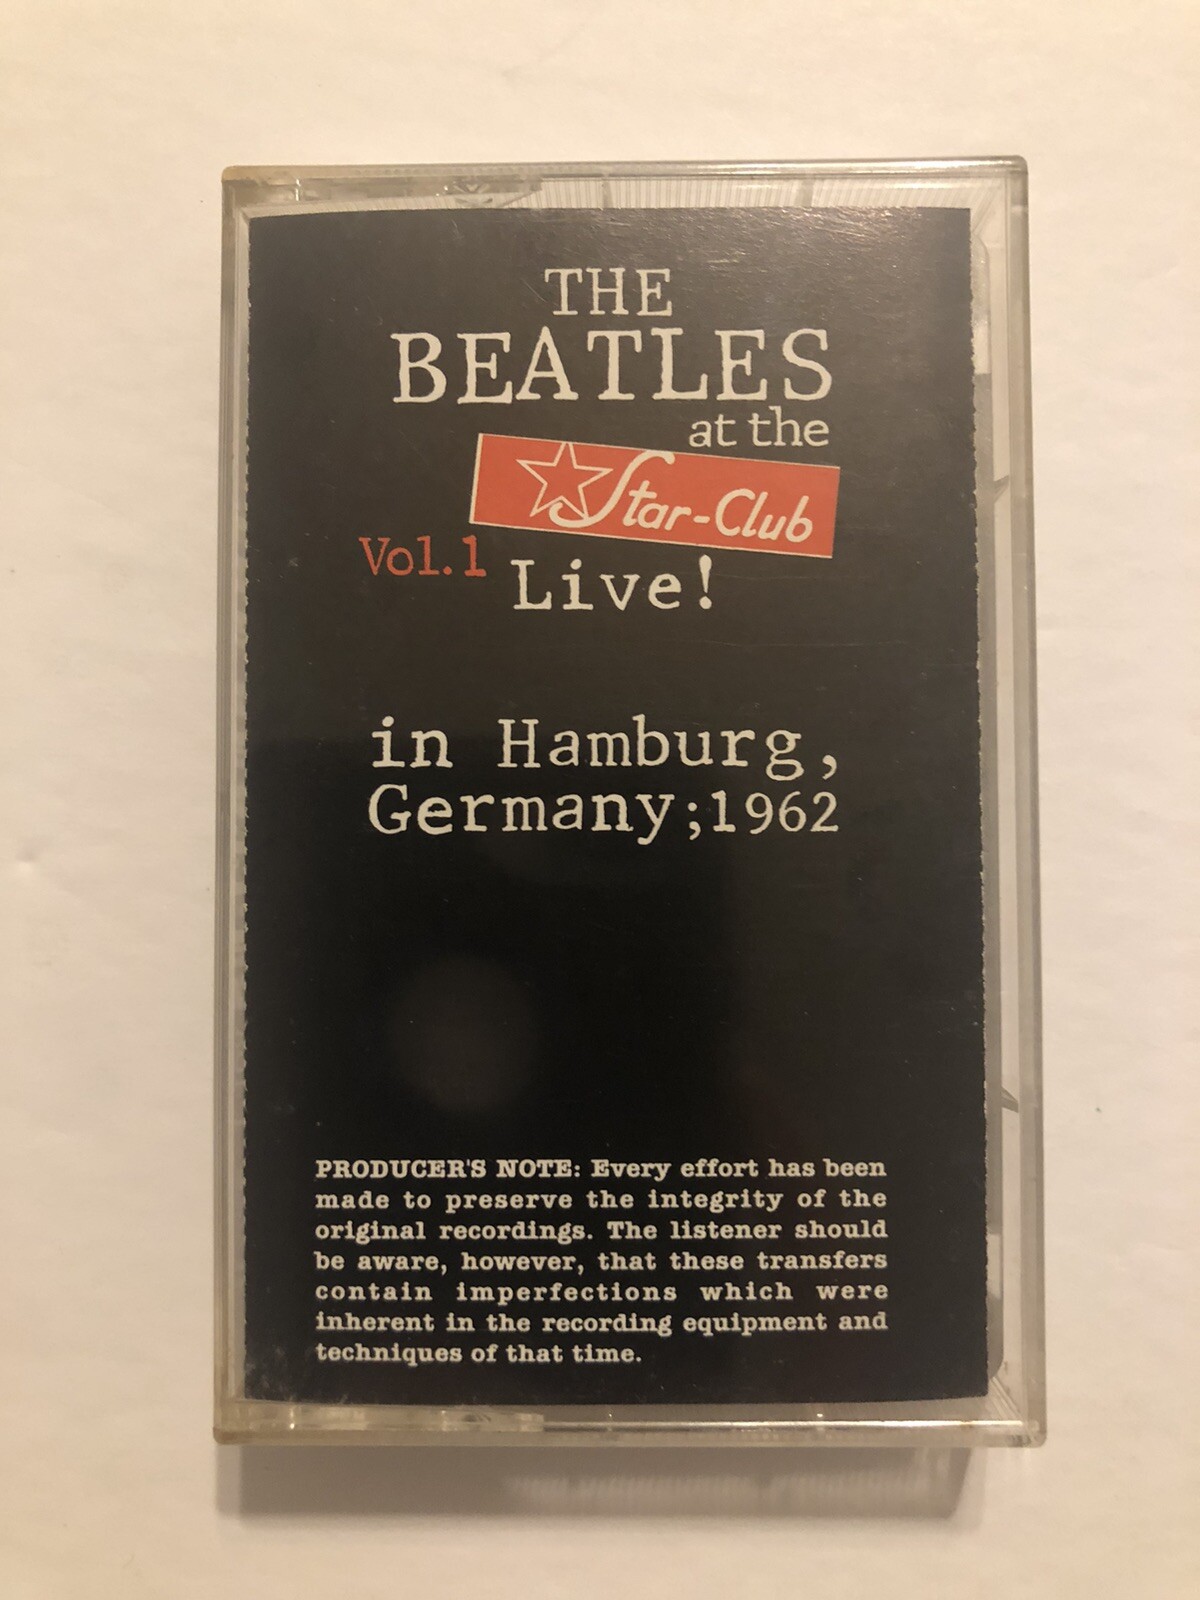 THE
BEATLES
at the
Star-Club
Vol.1
Live!
in Hamburg,
Germany;1962
PRODUCER'S NOTE: Every effort has been
made to preserve the integrity of the
original recordings. The listener should
be aware, however, that these transfers
contain imperfections which were
inherent in the recording equipment and
techniques of that time.